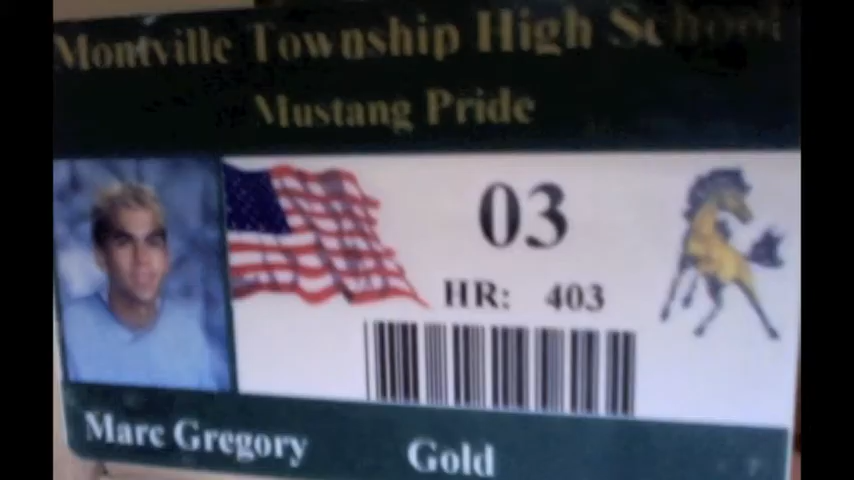 Montville Township High School
Mustang Pride
03
HR: 403
Marc Gregory Gold